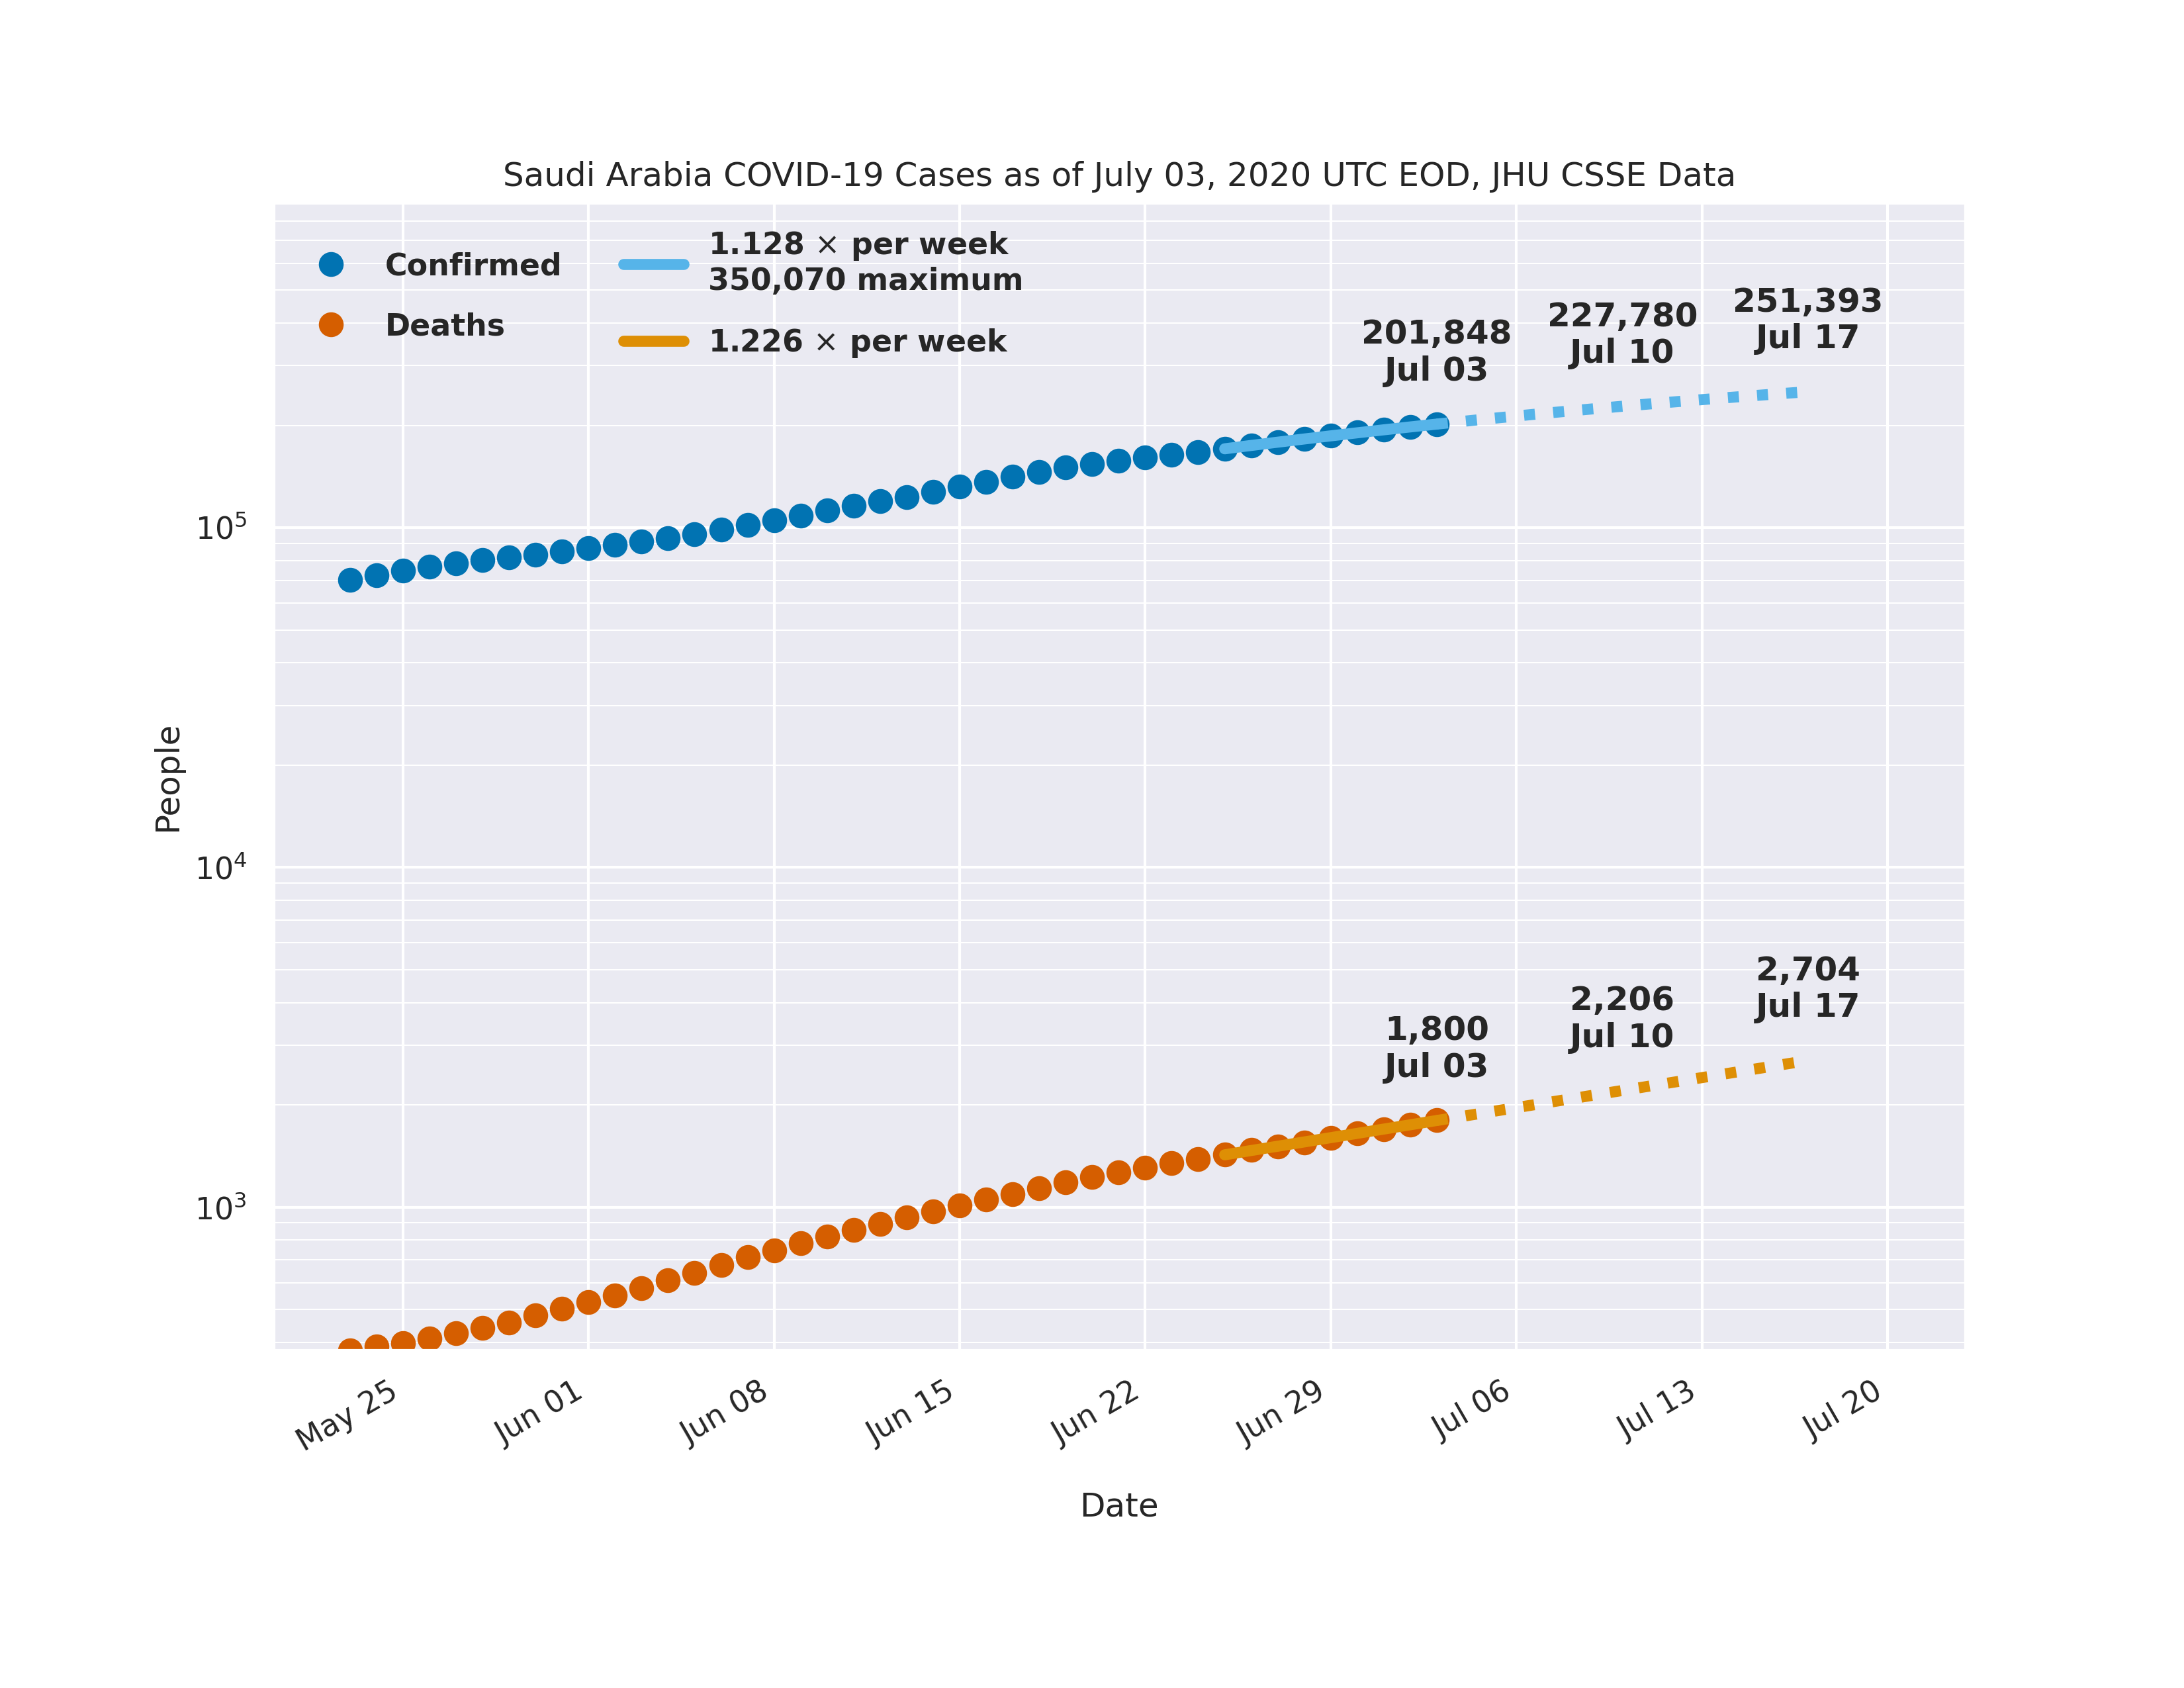 Saudi Arabia COVID-19 Cases as of July 03, 2020 UTC EOD, JHU CSSE Data
Confirmed
Deaths
1.128 × per week
350,070 maximum
1.226 × per week
201,848
Jul 03
227,780
Jul 10
251,393
Jul 17
1,800
Jul 03
2,206
Jul 10
2,704
Jul 17
People
10⁵
10⁴
10³
May 25
Jun 01
Jun 08
Jun 15
Jun 22
Jun 29
Jul 06
Jul 13
Jul 20
Date